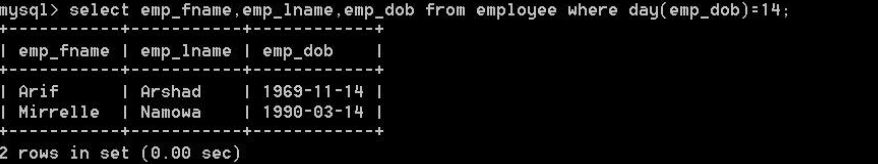 mysql> select emp_fname,emp_lname,emp_dob from employee where day(emp_dob)=14;
+-----------+-----------+------------+
| emp_fname | emp_lname | emp_dob    |
+-----------+-----------+------------+
| Arif      | Arshad    | 1969-11-14 |
| Mirrelle  | Namowa    | 1990-03-14 |
+-----------+-----------+------------+
2 rows in set (0.00 sec)